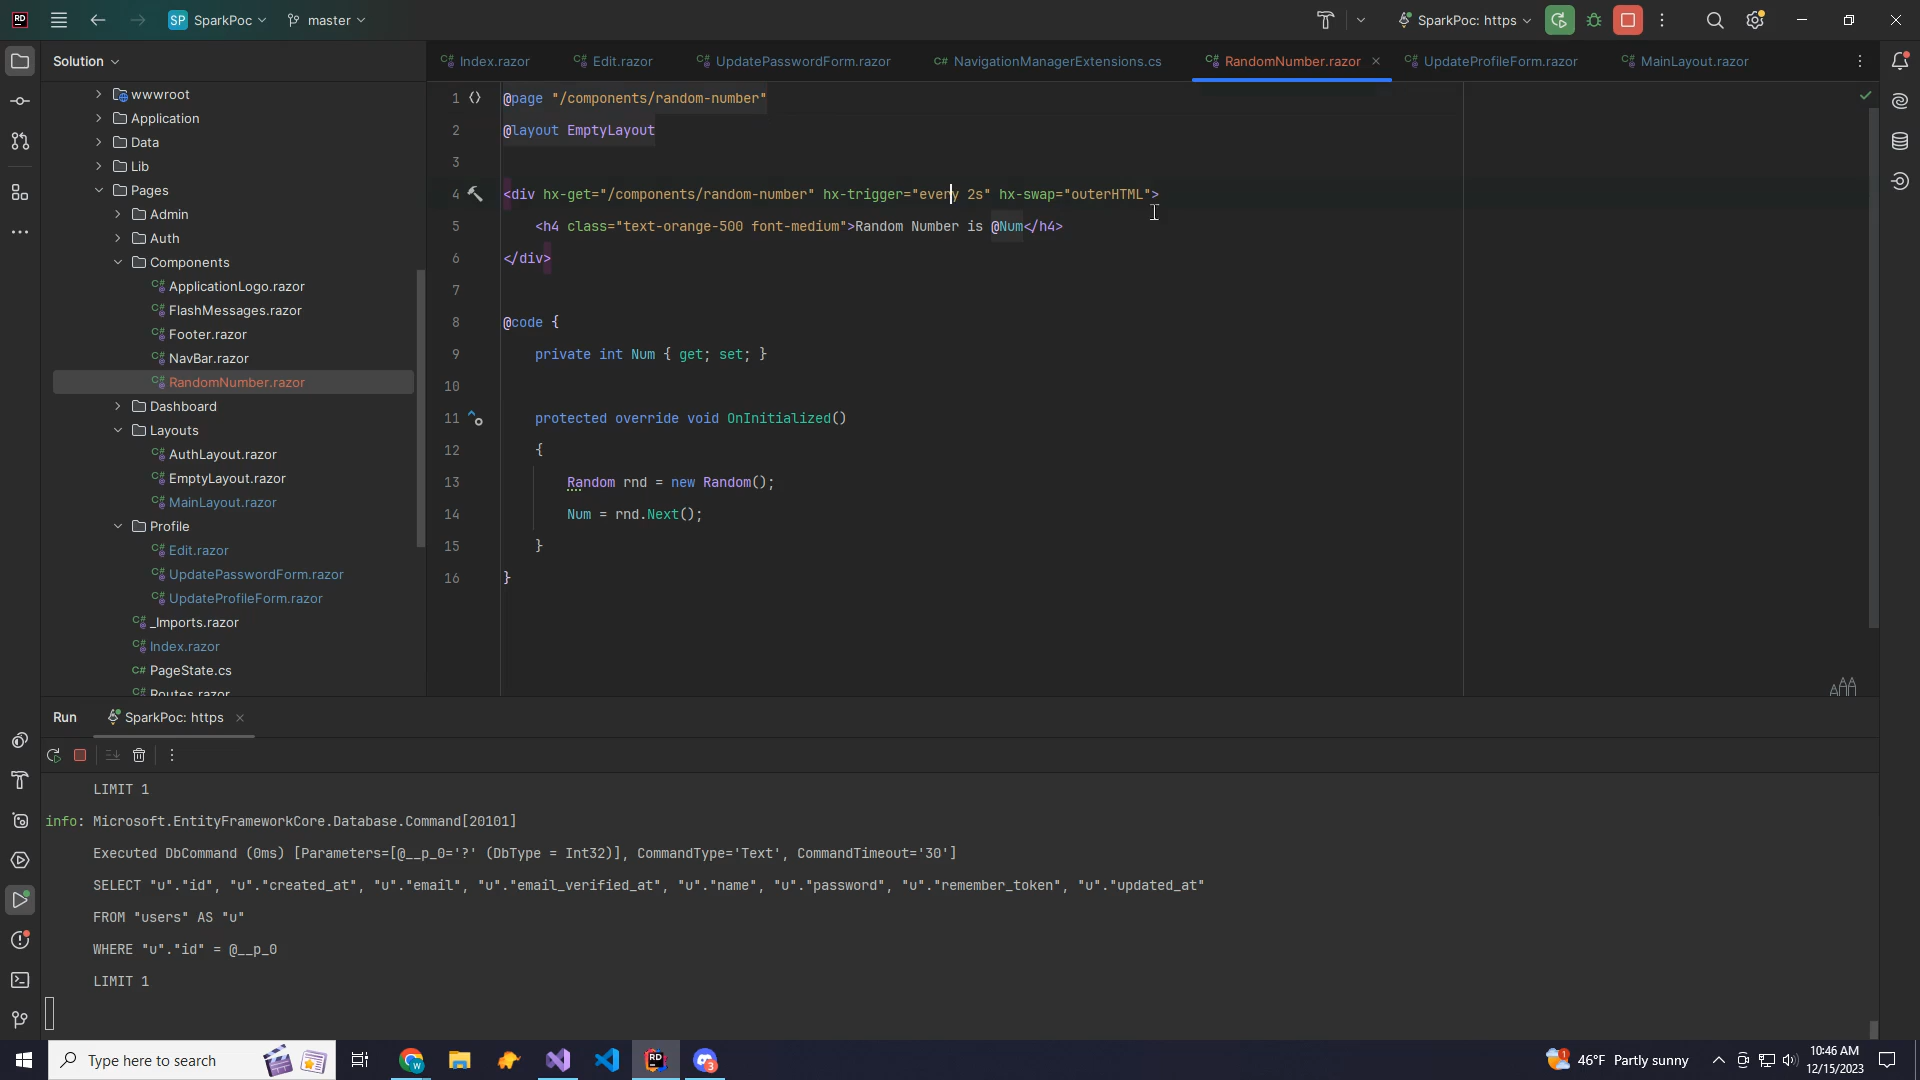 RD
SP SparkPoc
master
SparkPoc: https
Solution
Index.razor
Edit.razor
UpdatePasswordForm.razor
C# NavigationManagerExtensions.cs
RandomNumber.razor
UpdateProfileForm.razor
MainLayout.razor
wwwroot
Application
Data
Lib
Pages
Admin
Auth
Components
ApplicationLogo.razor
FlashMessages.razor
Footer.razor
NavBar.razor
RandomNumber.razor
Dashboard
Layouts
AuthLayout.razor
EmptyLayout.razor
MainLayout.razor
Profile
Edit.razor
UpdatePasswordForm.razor
UpdateProfileForm.razor
_Imports.razor
Index.razor
C# PageState.cs
Routes.razor
1 @page "/components/random-number"
2 @layout EmptyLayout
3
4 <div hx-get="/components/random-number" hx-trigger="every 2s" hx-swap="outerHTML">
5 <h4 class="text-orange-500 font-medium">Random Number is @Num</h4>
6 </div>
7
8 @code {
9 private int Num { get; set; }
10
11 protected override void OnInitialized()
12 {
13 Random rnd = new Random();
14 Num = rnd.Next();
15 }
16 }
Run
SparkPoc: https
LIMIT 1
info: Microsoft.EntityFrameworkCore.Database.Command[20101]
Executed DbCommand (0ms) [Parameters=[@__p_0='?' (DbType = Int32)], CommandType='Text', CommandTimeout='30']
SELECT "u"."id", "u"."created_at", "u"."email", "u"."email_verified_at", "u"."name", "u"."password", "u"."remember_token", "u"."updated_at"
FROM "users" AS "u"
WHERE "u"."id" = @__p_0
LIMIT 1
Type here to search
RD
3
1
46°F Partly sunny
10:46 AM
12/15/2023